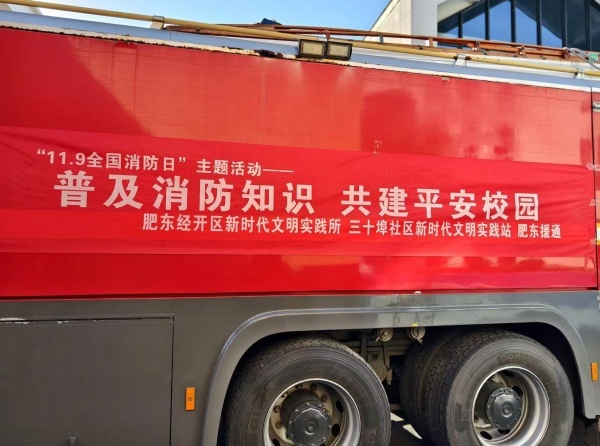 “11.9全国消防日”主题活动——
普及消防知识 共建平安校园
肥东经开区新时代文明实践所 三十埠社区新时代文明实践站 肥东援通